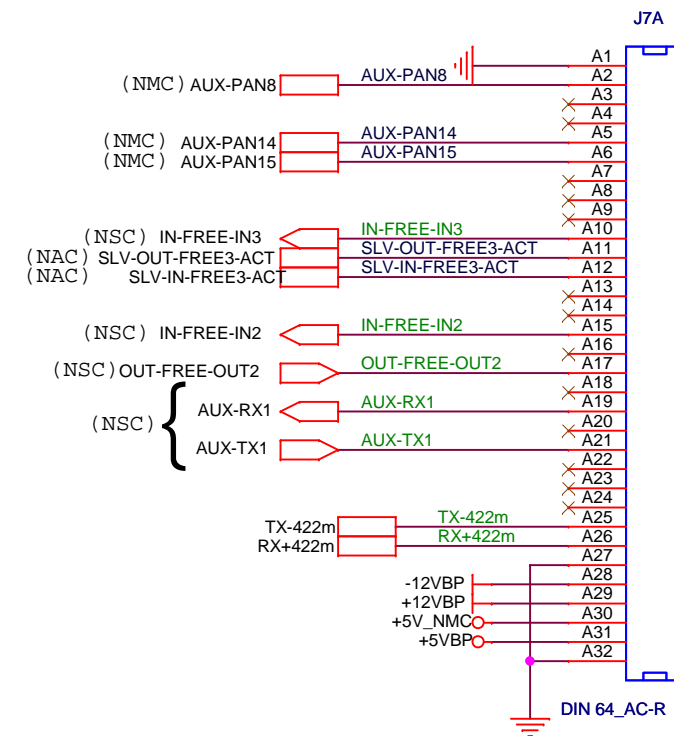 J7A
A1
(NMC) AUX-PAN8 AUX-PAN8 A2
A3
A4
(NMC) AUX-PAN14 AUX-PAN14 A5
(NMC) AUX-PAN15 AUX-PAN15 A6
A7
A8
A9
(NSC) IN-FREE-IN3 IN-FREE-IN3 A10
(NAC) SLV-OUT-FREE3-ACT SLV-OUT-FREE3-ACT A11
(NAC) SLV-IN-FREE3-ACT SLV-IN-FREE3-ACT A12
A13
A14
(NSC) IN-FREE-IN2 IN-FREE-IN2 A15
A16
(NSC) OUT-FREE-OUT2 OUT-FREE-OUT2 A17
A18
AUX-RX1 AUX-RX1 A19
(NSC)
A20
AUX-TX1 AUX-TX1 A21
A22
A23
A24
TX-422m TX-422m A25
RX+422m RX+422m A26
A27
-12VBP A28
+12VBP A29
+5V_NMC A30
+5VBP A31
A32
DIN 64_AC-R